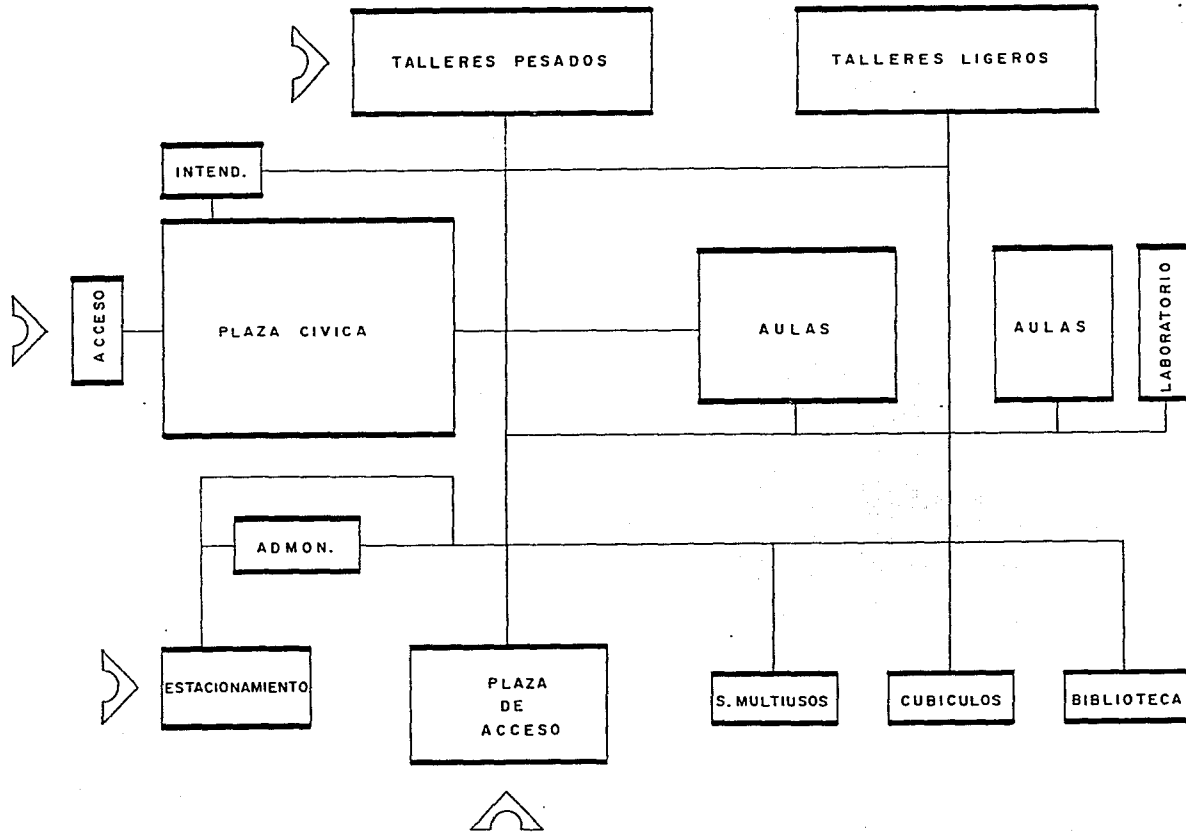 TALLERES PESADOS
TALLERES LIGEROS
INTEND.
ACCESO
PLAZA CIVICA
AULAS
AULAS
LABORATORIO
ADMON.
ESTACIONAMIENTO
PLAZA
DE
ACCESO
S. MULTIUSOS
CUBICULOS
BIBLIOTECA